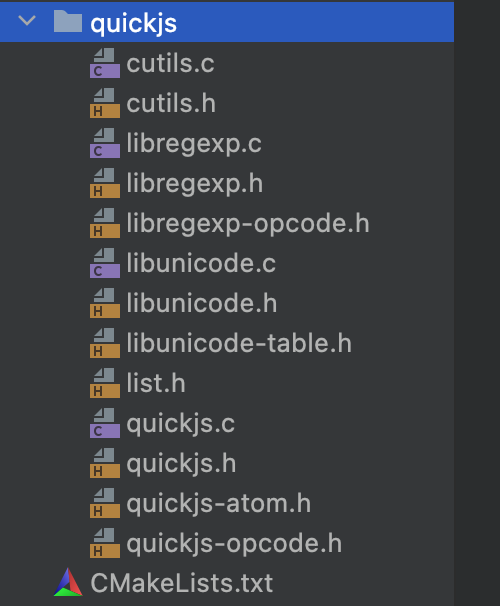 quickjs
C cutils.c
H cutils.h
C libregexp.c
H libregexp.h
H libregexp-opcode.h
C libunicode.c
H libunicode.h
H libunicode-table.h
H list.h
C quickjs.c
H quickjs.h
H quickjs-atom.h
H quickjs-opcode.h
CMakeLists.txt